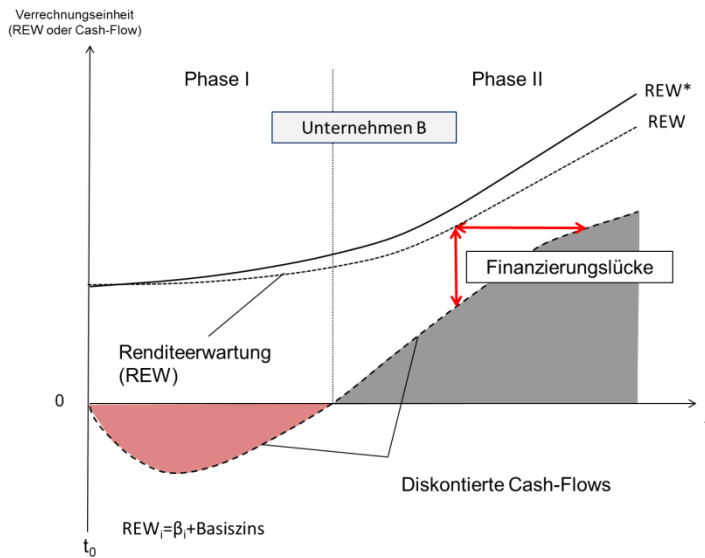 Verrechnungseinheit
(REW oder Cash-Flow)
Phase I
Phase II
REW*
Unternehmen B
REW
Finanzierungslücke
Renditeerwartung
(REW)
0
Diskontierte Cash-Flows
REWi=βi+Basiszins
t0